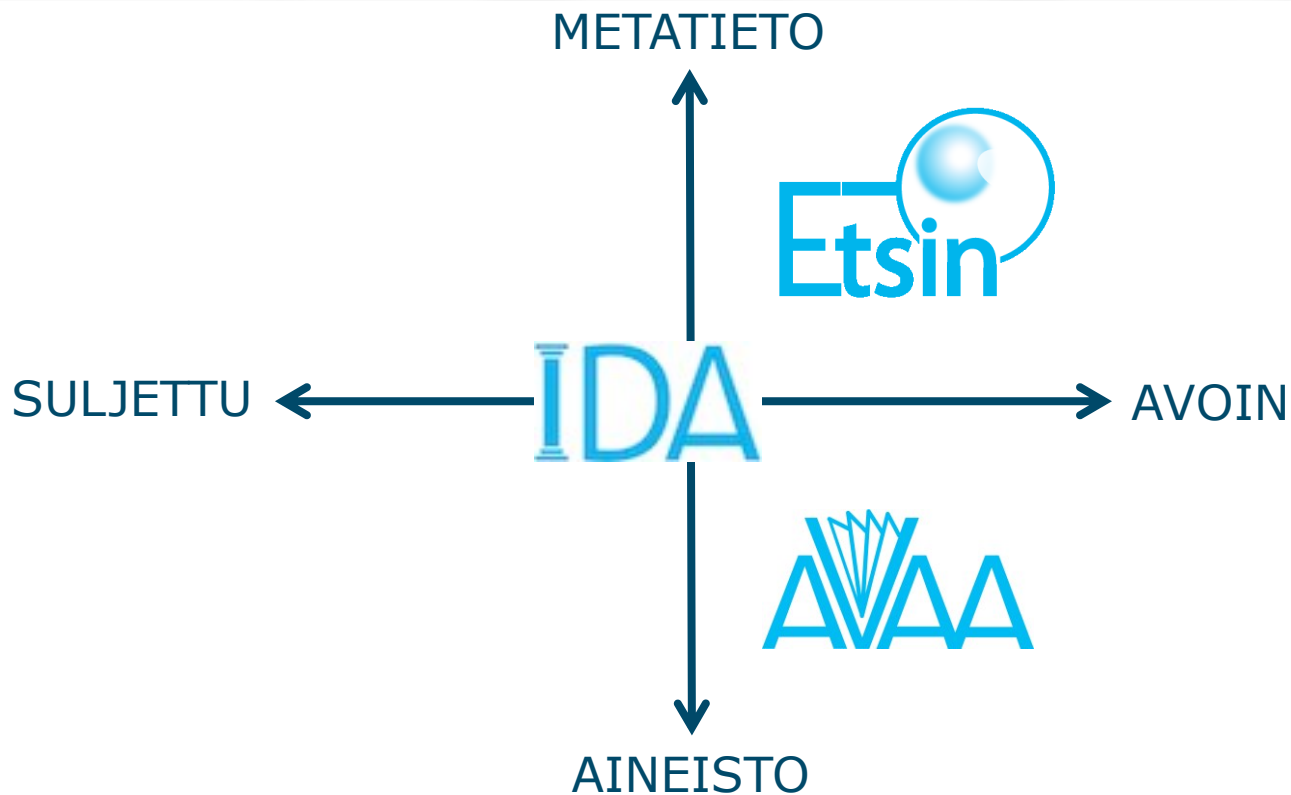 METATIETO
Etsin
SULJETTU
IDA
AVOIN
AVAA
AINEISTO